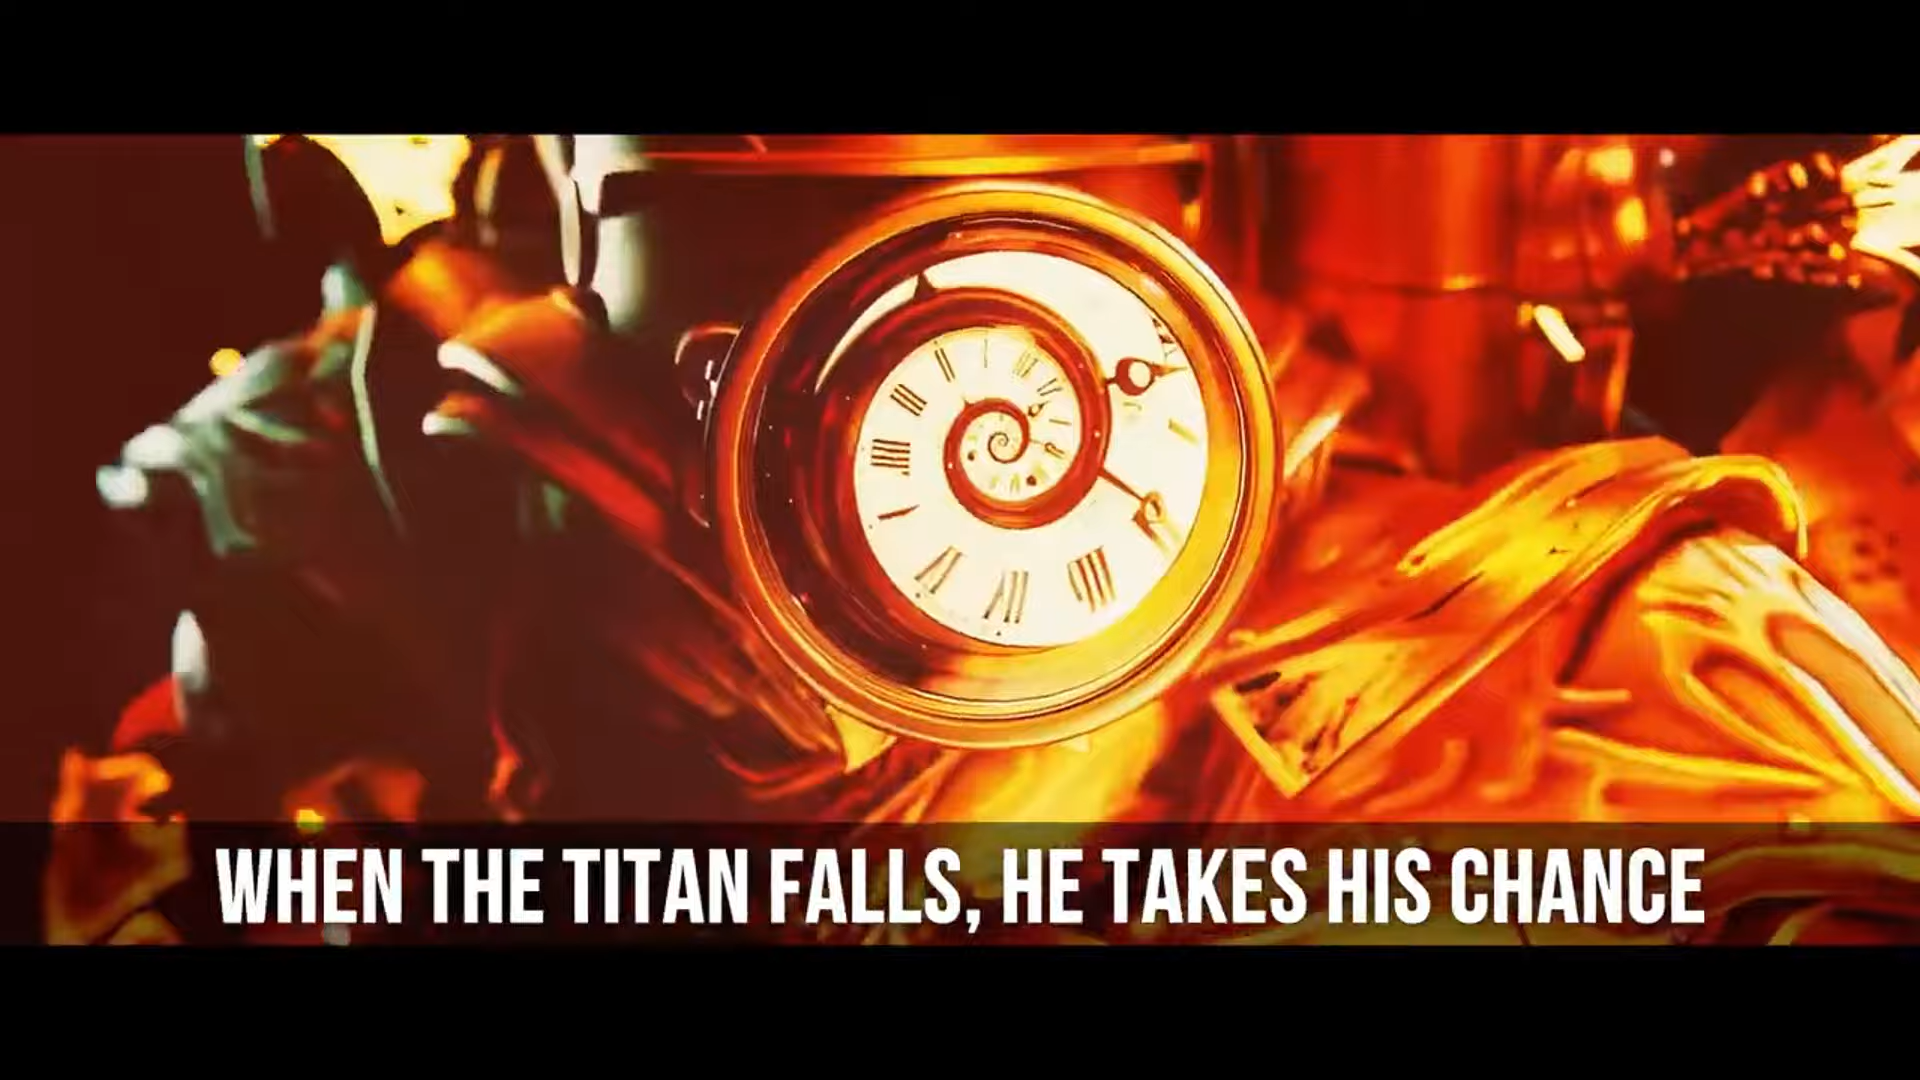 WHEN THE TITAN FALLS, HE TAKES HIS CHANCE